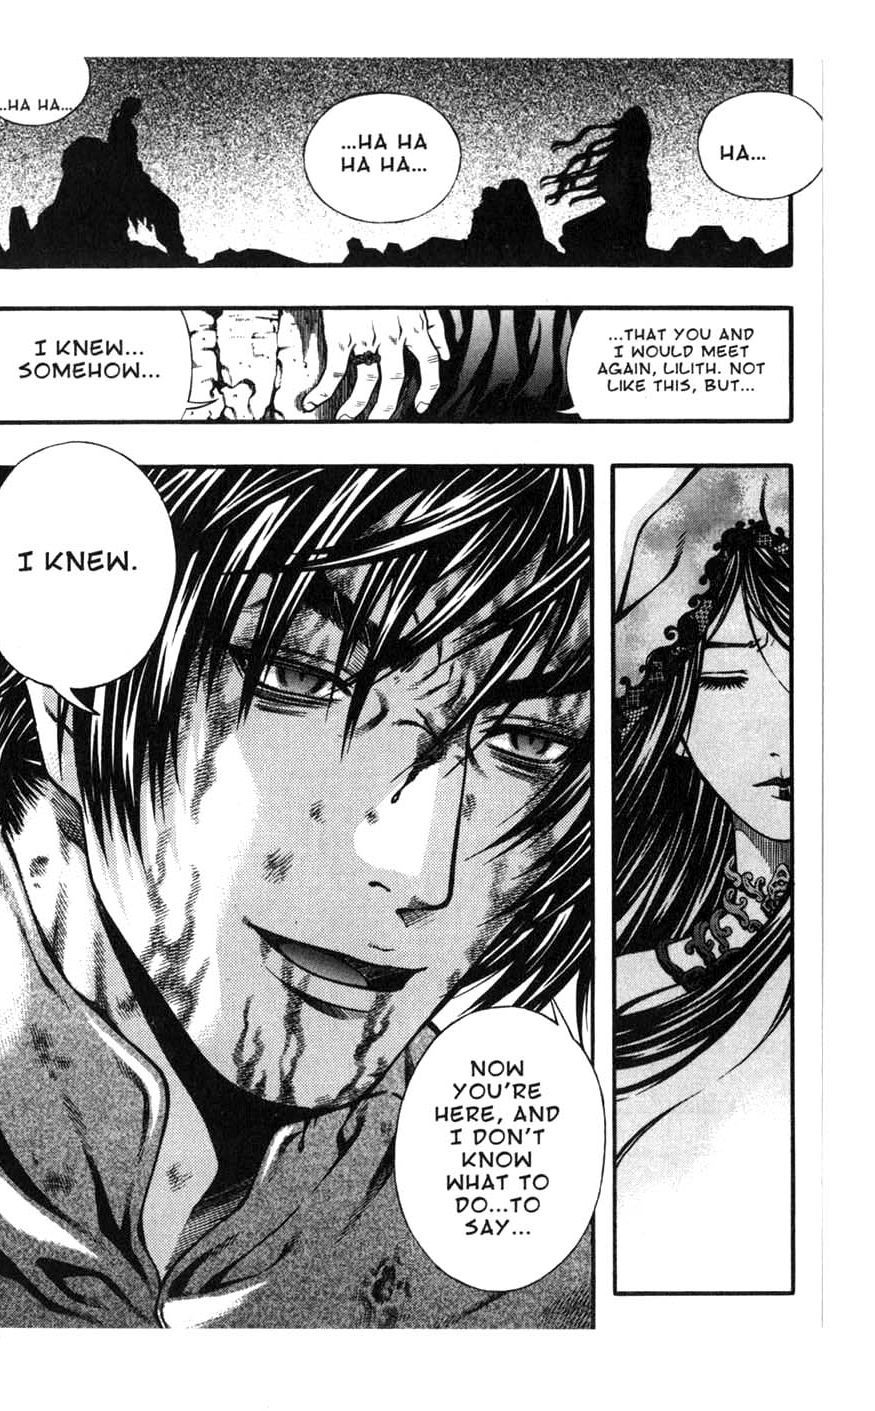 ...HA HA...
...HA HA
HA HA...
HA...
I KNEW...
SOMEHOW...
...THAT YOU AND
I WOULD MEET
AGAIN, LILITH. NOT
LIKE THIS, BUT...
I KNEW.
NOW
YOU'RE
HERE, AND
I DON'T
KNOW
WHAT TO
DO...TO
SAY...